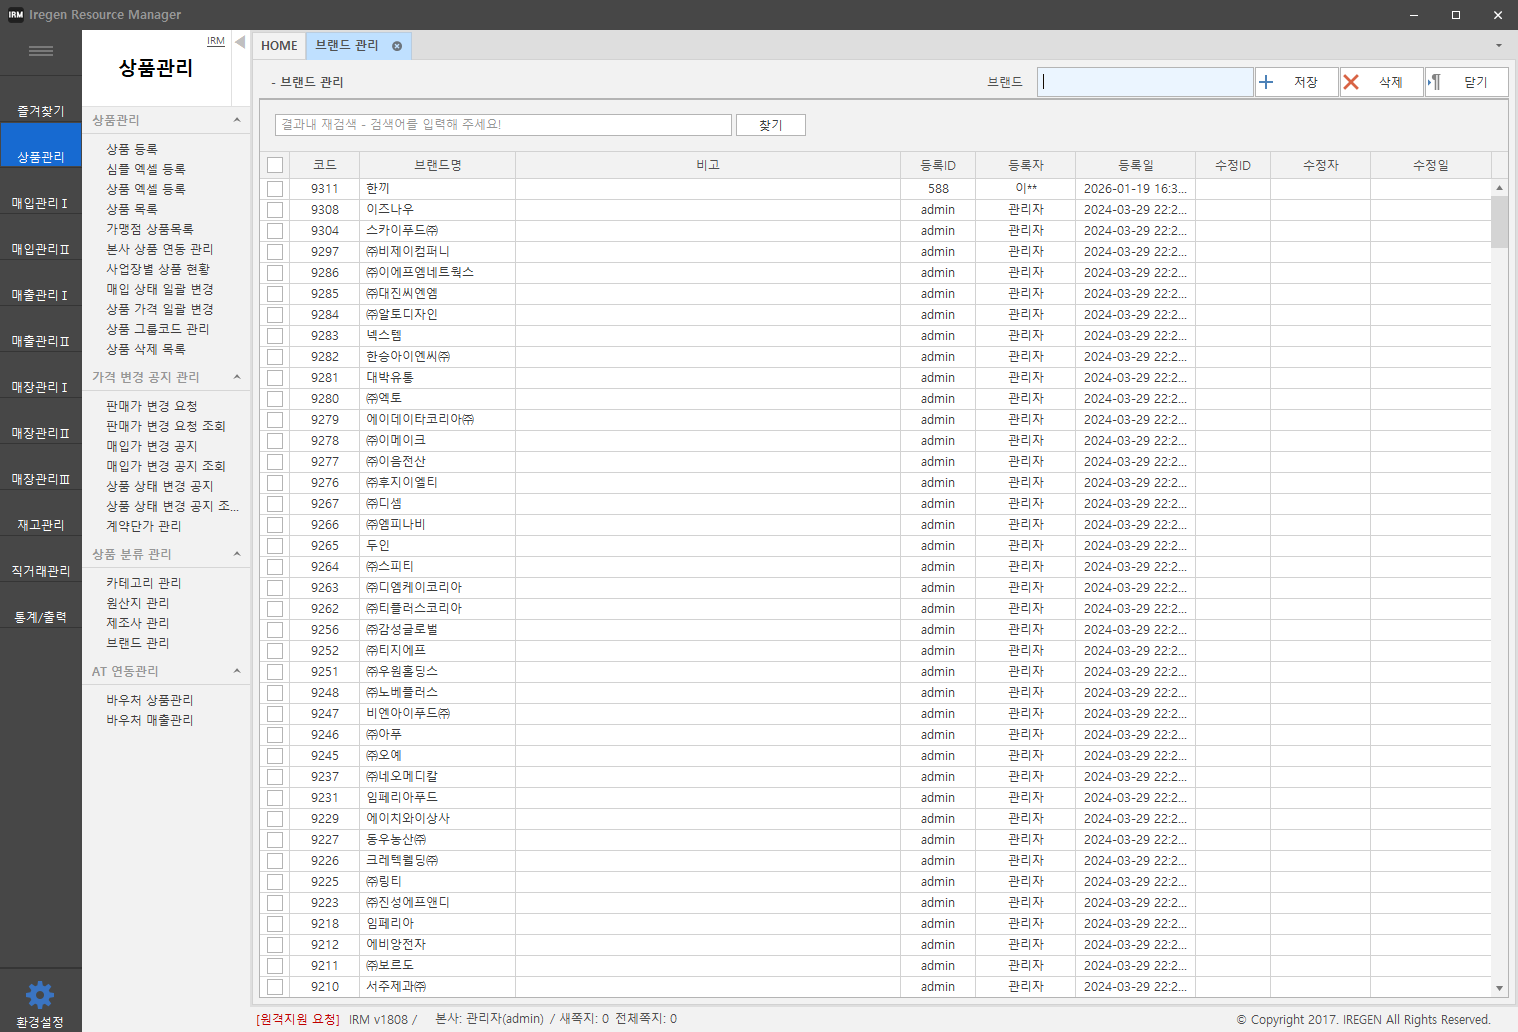 IRM Iregen Resource Manager
즐겨찾기
상품관리
매입관리Ⅰ
매입관리Ⅱ
매출관리Ⅰ
매출관리Ⅱ
매장관리Ⅰ
매장관리Ⅱ
매장관리Ⅲ
재고관리
직거래관리
통계/출력
환경설정
IRM
상품관리
상품관리
상품 등록
심플 엑셀 등록
상품 엑셀 등록
상품 목록
가맹점 상품목록
본사 상품 연동 관리
사업장별 상품 현황
매입 상태 일괄 변경
상품 가격 일괄 변경
상품 그룹코드 관리
상품 삭제 목록
가격 변경 공지 관리
판매가 변경 요청
판매가 변경 요청 조회
매입가 변경 공지
매입가 변경 공지 조회
상품 상태 변경 공지
상품 상태 변경 공지 조...
계약단가 관리
상품 분류 관리
카테고리 관리
원산지 관리
제조사 관리
브랜드 관리
AT 연동관리
바우처 상품관리
바우처 매출관리
HOME 브랜드 관리
- 브랜드 관리 브랜드 저장 삭제 닫기
결과내 재검색 - 검색어를 입력해 주세요! 찾기
코드 브랜드명 비고 등록ID 등록자 등록일 수정ID 수정자 수정일
9311 한끼 588 이** 2026-01-19 16:3...
9308 이즈나우 admin 관리자 2024-03-29 22:2...
9304 스카이푸드㈜ admin 관리자 2024-03-29 22:2...
9297 ㈜비제이컴퍼니 admin 관리자 2024-03-29 22:2...
9286 ㈜이에프엠네트웍스 admin 관리자 2024-03-29 22:2...
9285 ㈜대진씨엔엠 admin 관리자 2024-03-29 22:2...
9284 ㈜알토디자인 admin 관리자 2024-03-29 22:2...
9283 넥스템 admin 관리자 2024-03-29 22:2...
9282 한승아이엔씨㈜ admin 관리자 2024-03-29 22:2...
9281 대박유통 admin 관리자 2024-03-29 22:2...
9280 ㈜엑토 admin 관리자 2024-03-29 22:2...
9279 에이데이타코리아㈜ admin 관리자 2024-03-29 22:2...
9278 ㈜이메이크 admin 관리자 2024-03-29 22:2...
9277 ㈜이음전산 admin 관리자 2024-03-29 22:2...
9276 ㈜후지이엘티 admin 관리자 2024-03-29 22:2...
9267 ㈜디셈 admin 관리자 2024-03-29 22:2...
9266 ㈜엠피나비 admin 관리자 2024-03-29 22:2...
9265 두인 admin 관리자 2024-03-29 22:2...
9264 ㈜스피티 admin 관리자 2024-03-29 22:2...
9263 ㈜디엠케이코리아 admin 관리자 2024-03-29 22:2...
9262 ㈜티플러스코리아 admin 관리자 2024-03-29 22:2...
9256 ㈜감성글로벌 admin 관리자 2024-03-29 22:2...
9252 ㈜티지에프 admin 관리자 2024-03-29 22:2...
9251 ㈜우원홀딩스 admin 관리자 2024-03-29 22:2...
9248 ㈜노베플러스 admin 관리자 2024-03-29 22:2...
9247 비엔아이푸드㈜ admin 관리자 2024-03-29 22:2...
9246 ㈜아푸 admin 관리자 2024-03-29 22:2...
9245 ㈜오예 admin 관리자 2024-03-29 22:2...
9237 ㈜네오메디칼 admin 관리자 2024-03-29 22:2...
9231 임페리아푸드 admin 관리자 2024-03-29 22:2...
9229 에이치와이상사 admin 관리자 2024-03-29 22:2...
9227 동우농산㈜ admin 관리자 2024-03-29 22:2...
9226 크레텍웰딩㈜ admin 관리자 2024-03-29 22:2...
9225 ㈜링티 admin 관리자 2024-03-29 22:2...
9223 ㈜진성에프앤디 admin 관리자 2024-03-29 22:2...
9218 임페리아 admin 관리자 2024-03-29 22:2...
9212 에비앙전자 admin 관리자 2024-03-29 22:2...
9211 ㈜보르도 admin 관리자 2024-03-29 22:2...
9210 서주제과㈜ admin 관리자 2024-03-29 22:2...
[원격지원 요청] IRM v1808 / 본사: 관리자(admin) / 새쪽지: 0 전체쪽지: 0 © Copyright 2017. IREGEN All Rights Reserved.